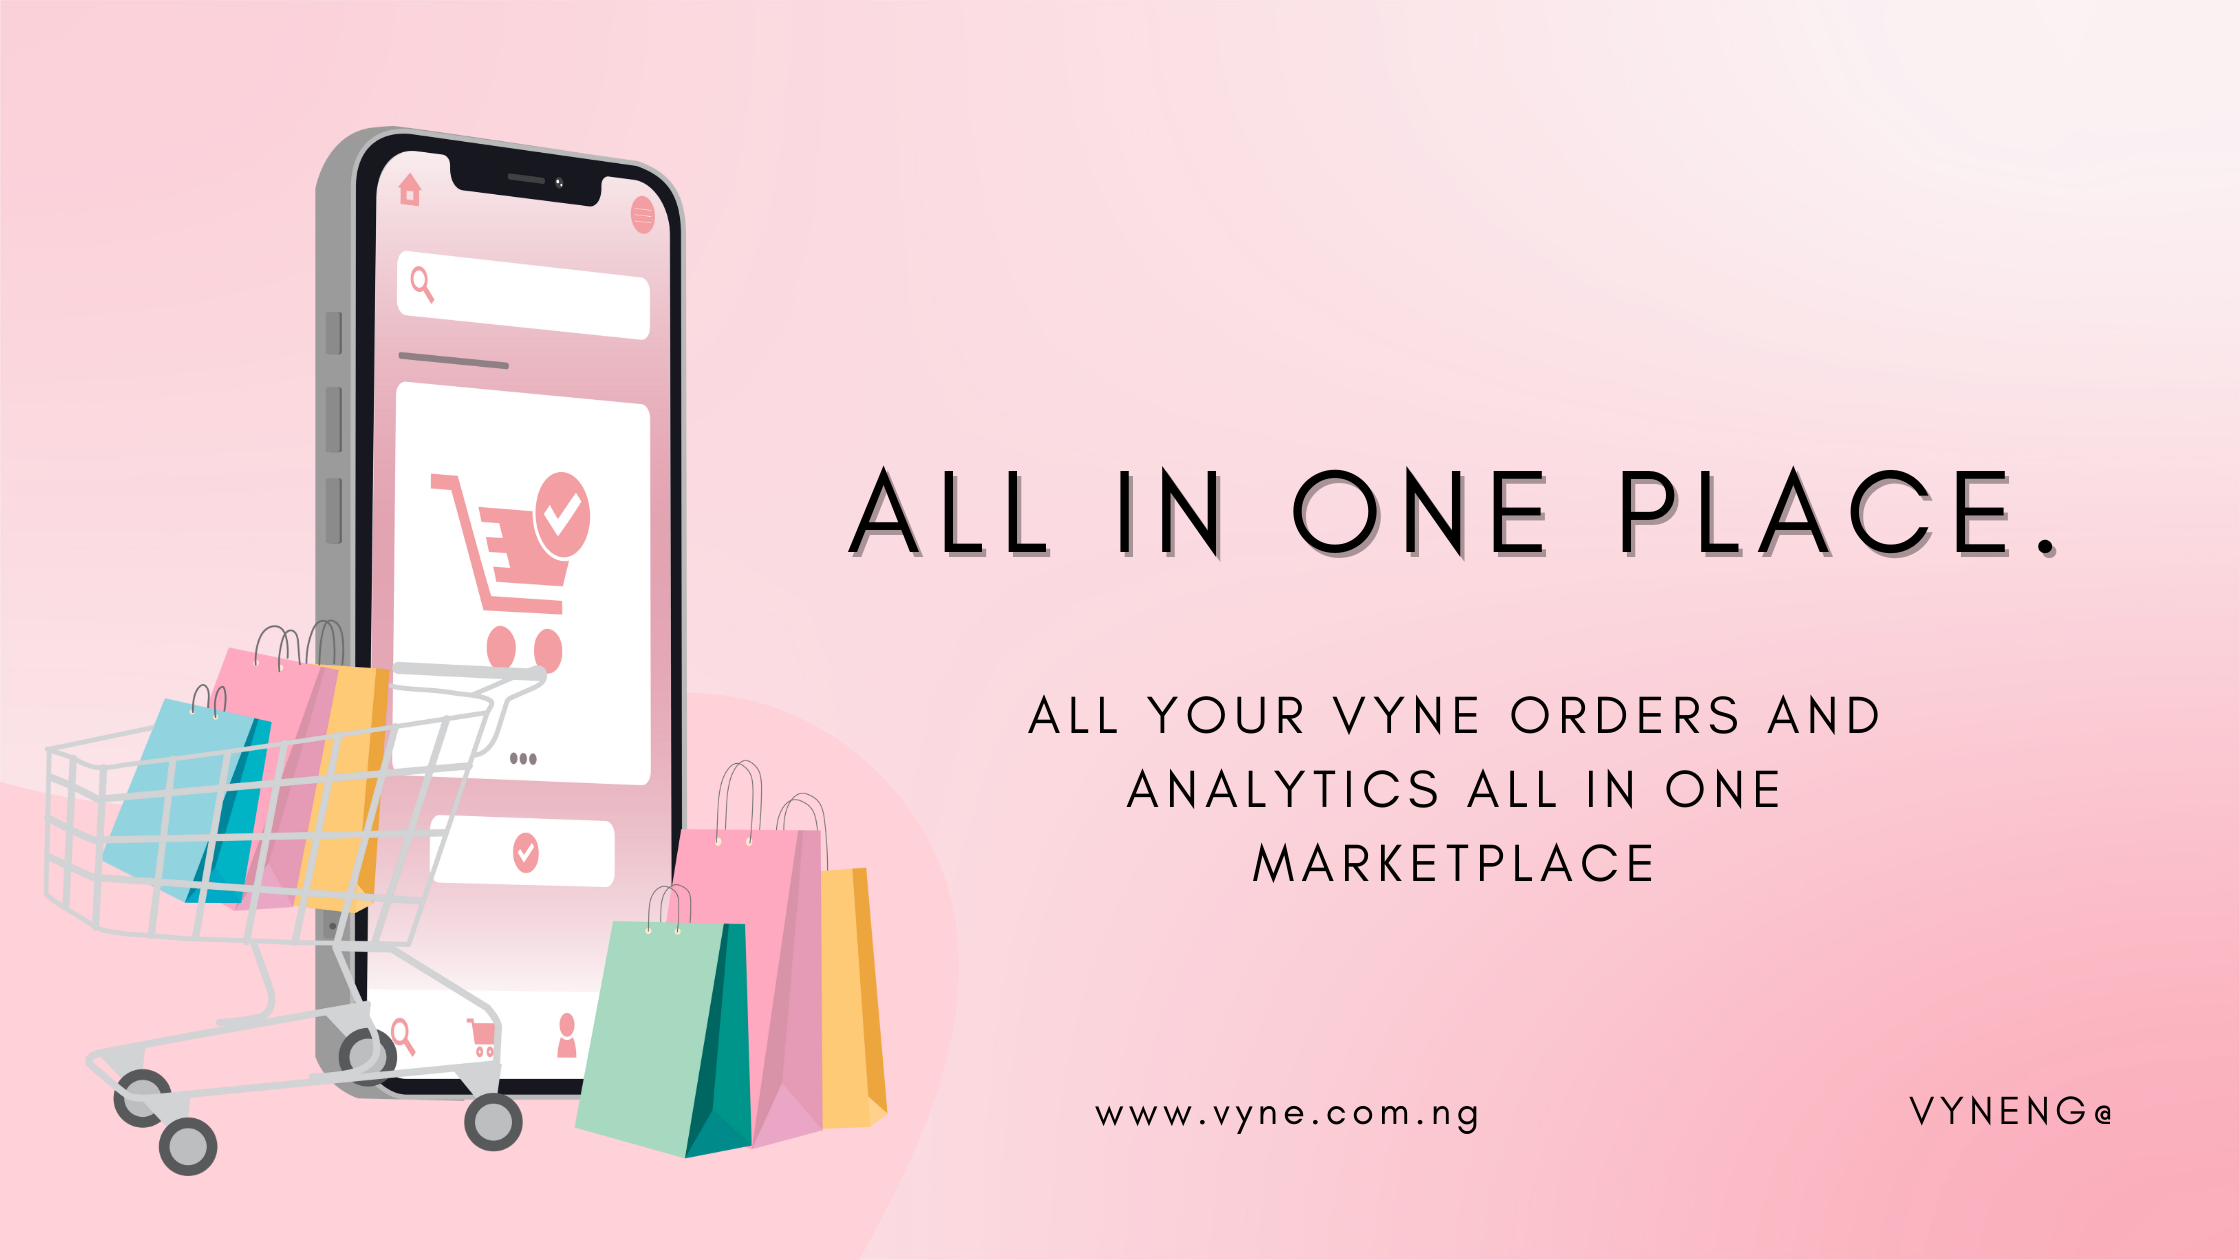 ALL IN ONE PLACE.
ALL YOUR VYNE ORDERS AND
ANALYTICS ALL IN ONE
MARKETPLACE
www.vyne.com.ng
VYNENG@